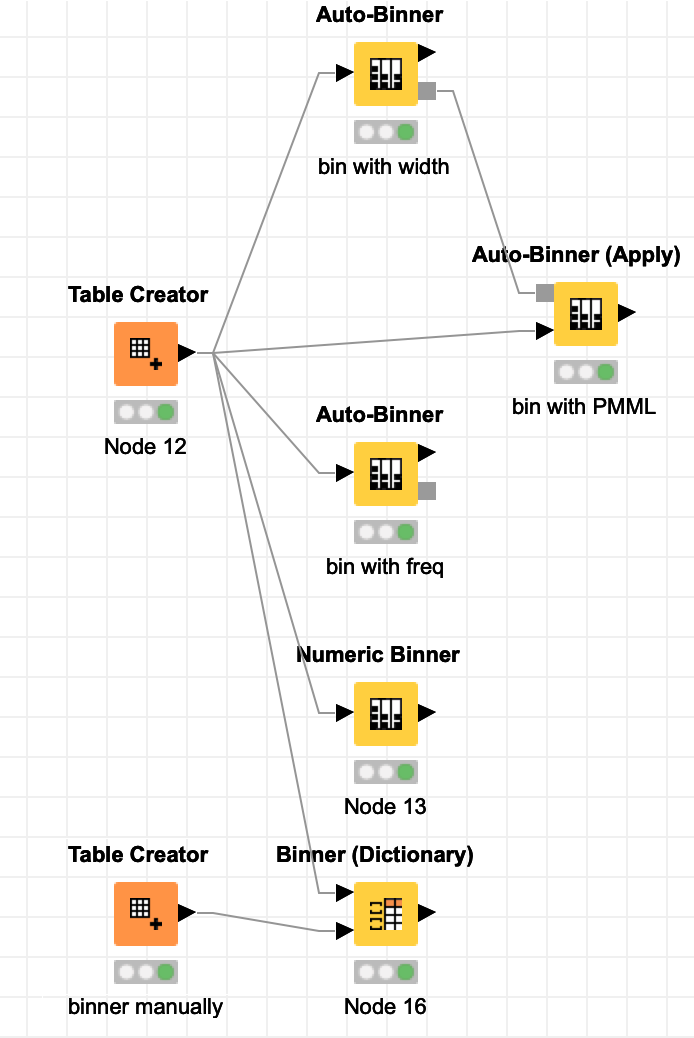 Auto-Binner
bin with width
Auto-Binner (Apply)
bin with PMML
Table Creator
Node 12
Auto-Binner
bin with freq
Numeric Binner
Node 13
Table Creator
binner manually
Binner (Dictionary)
Node 16